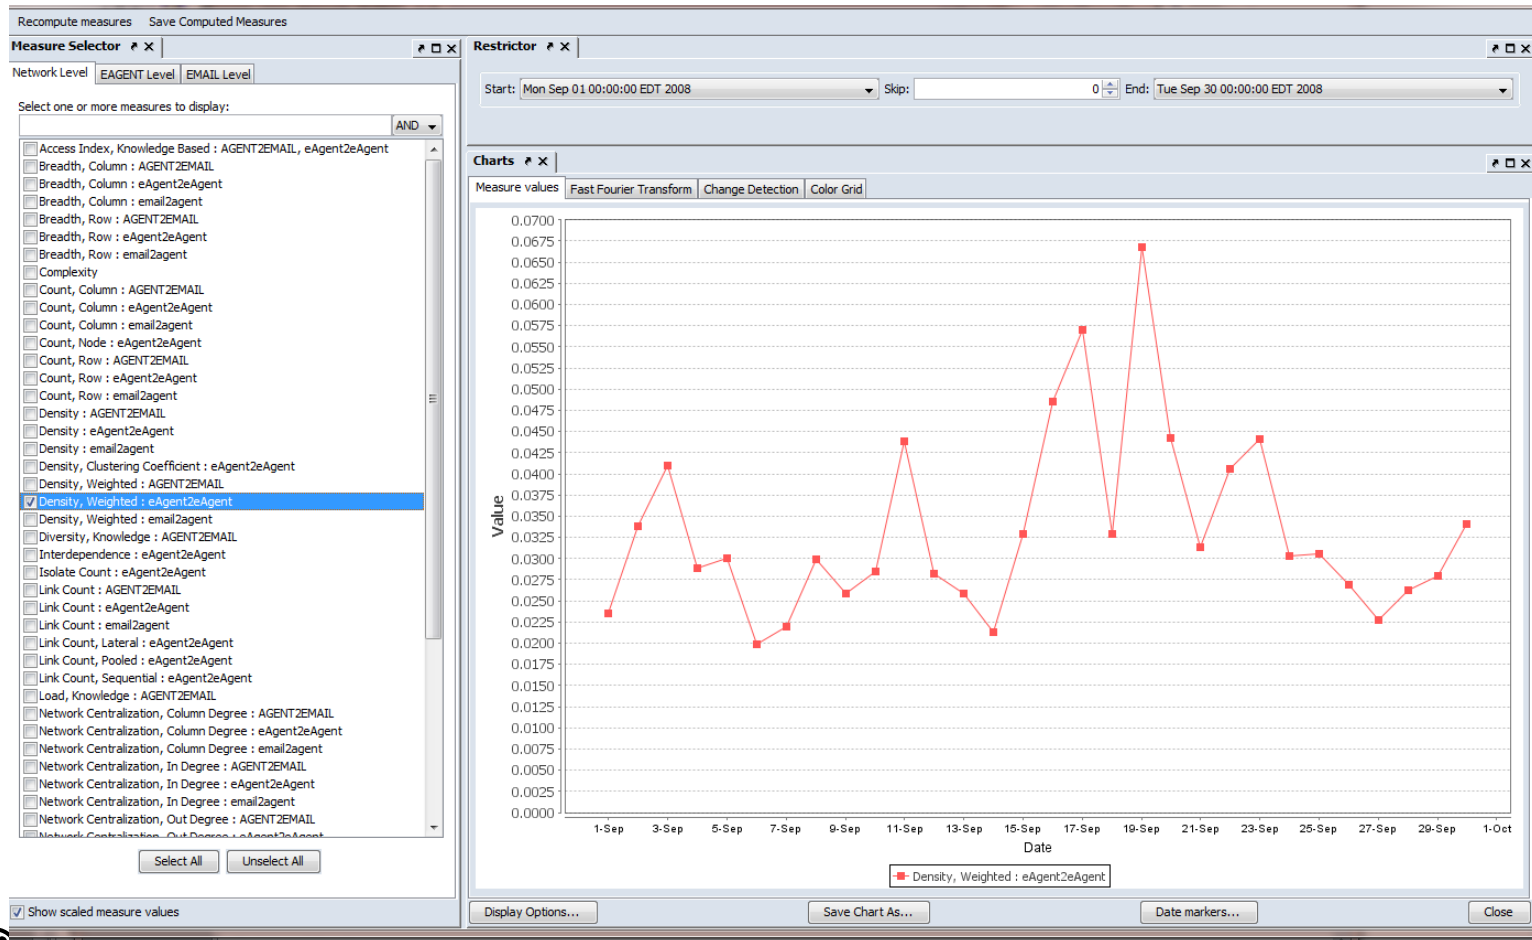 Recompute measures Save Computed Measures
Measure Selector
Network Level EAGENT Level EMAIL Level
Select one or more measures to display:
AND
Access Index, Knowledge Based : AGENT2EMAIL, eAgent2eAgent
Breadth, Column : AGENT2EMAIL
Breadth, Column : eAgent2eAgent
Breadth, Column : email2agent
Breadth, Row : AGENT2EMAIL
Breadth, Row : eAgent2eAgent
Breadth, Row : email2agent
Complexity
Count, Column : AGENT2EMAIL
Count, Column : eAgent2eAgent
Count, Column : email2agent
Count, Node : eAgent2eAgent
Count, Row : AGENT2EMAIL
Count, Row : eAgent2eAgent
Count, Row : email2agent
Density : AGENT2EMAIL
Density : eAgent2eAgent
Density : email2agent
Density, Clustering Coefficient : eAgent2eAgent
Density, Weighted : AGENT2EMAIL
Density, Weighted : eAgent2eAgent
Density, Weighted : email2agent
Diversity, Knowledge : AGENT2EMAIL
Interdependence : eAgent2eAgent
Isolate Count : eAgent2eAgent
Link Count : AGENT2EMAIL
Link Count : eAgent2eAgent
Link Count : email2agent
Link Count, Lateral : eAgent2eAgent
Link Count, Pooled : eAgent2eAgent
Link Count, Sequential : eAgent2eAgent
Load, Knowledge : AGENT2EMAIL
Network Centralization, Column Degree : AGENT2EMAIL
Network Centralization, Column Degree : eAgent2eAgent
Network Centralization, Column Degree : email2agent
Network Centralization, In Degree : AGENT2EMAIL
Network Centralization, In Degree : eAgent2eAgent
Network Centralization, In Degree : email2agent
Network Centralization, Out Degree : AGENT2EMAIL
Network Centralization, Out Degree : eAgent2eAgent
Select All Unselect All
Show scaled measure values
Restrictor
Start: Mon Sep 01 00:00:00 EDT 2008 Skip: 0 End: Tue Sep 30 00:00:00 EDT 2008
Charts
Measure values Fast Fourier Transform Change Detection Color Grid
0.0700
0.0675
0.0650
0.0625
0.0600
0.0575
0.0550
0.0525
0.0500
0.0475
0.0450
0.0425
0.0400
0.0375
0.0350
0.0325
0.0300
0.0275
0.0250
0.0225
0.0200
0.0175
0.0150
0.0125
0.0100
0.0075
0.0050
0.0025
0.0000
Value
1-Sep 3-Sep 5-Sep 7-Sep 9-Sep 11-Sep 13-Sep 15-Sep 17-Sep 19-Sep 21-Sep 23-Sep 25-Sep 27-Sep 29-Sep 1-Oct
Date
Density, Weighted : eAgent2eAgent
Display Options... Save Chart As... Date markers... Close